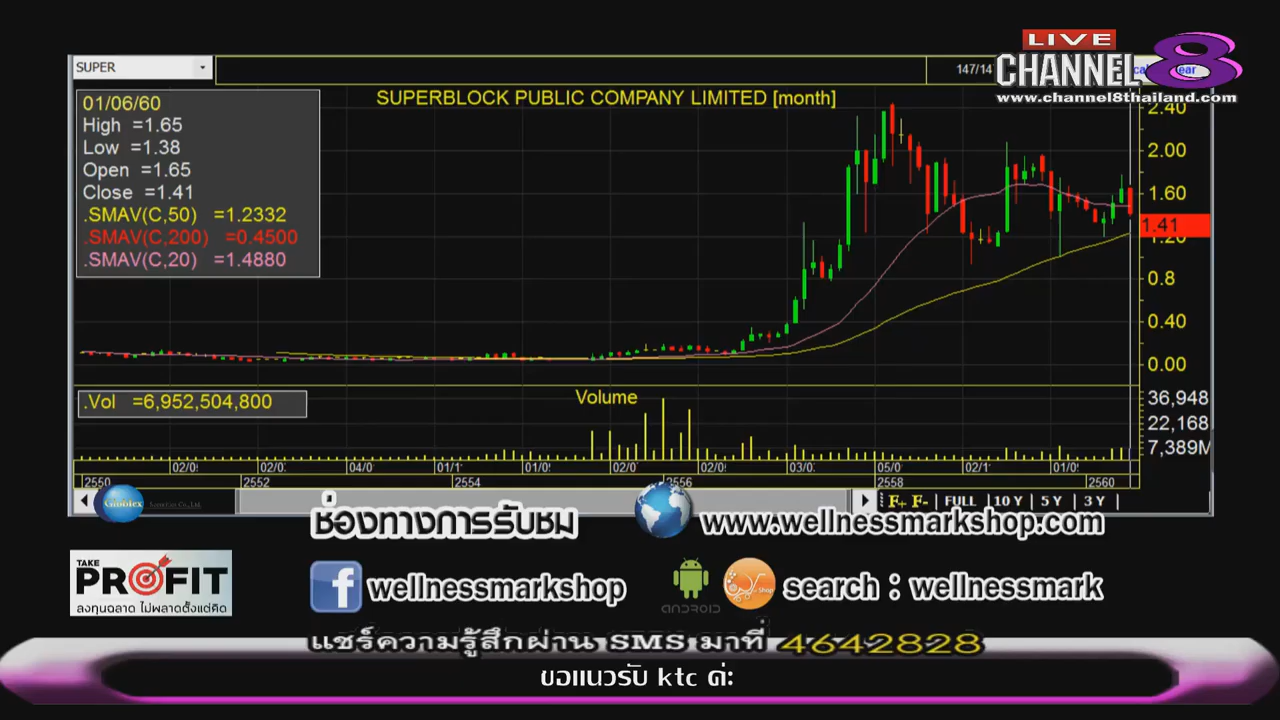 LIVE
CHANNEL 8
www.channel8thailand.com
SUPER
147/147
SUPERBLOCK PUBLIC COMPANY LIMITED [month]
01/06/60
High =1.65
Low =1.38
Open =1.65
Close =1.41
.SMAV(C,50) =1.2332
.SMAV(C,200) =0.4500
.SMAV(C,20) =1.4880
2.40
2.00
1.60
1.41
1.20
0.8
0.40
0.00
.Vol =6,952,504,800
Volume
36,948
22,168
7,389M
2550
2552
2554
2556
2558
2560
Globlex
F+ F- FULL 10 Y 5 Y 3 Y
ช่องทางการรับชม
www.wellnessmarkshop.com
TAKE
PROFIT
ลงทุนฉลาด ไม่พลาดตั้งแต่คิด
wellnessmarkshop
ANDROID
search : wellnessmark
แชร์ความรู้สึกผ่าน SMS มาที่ 4642828
ขอแนวรับ ktc ค่ะ